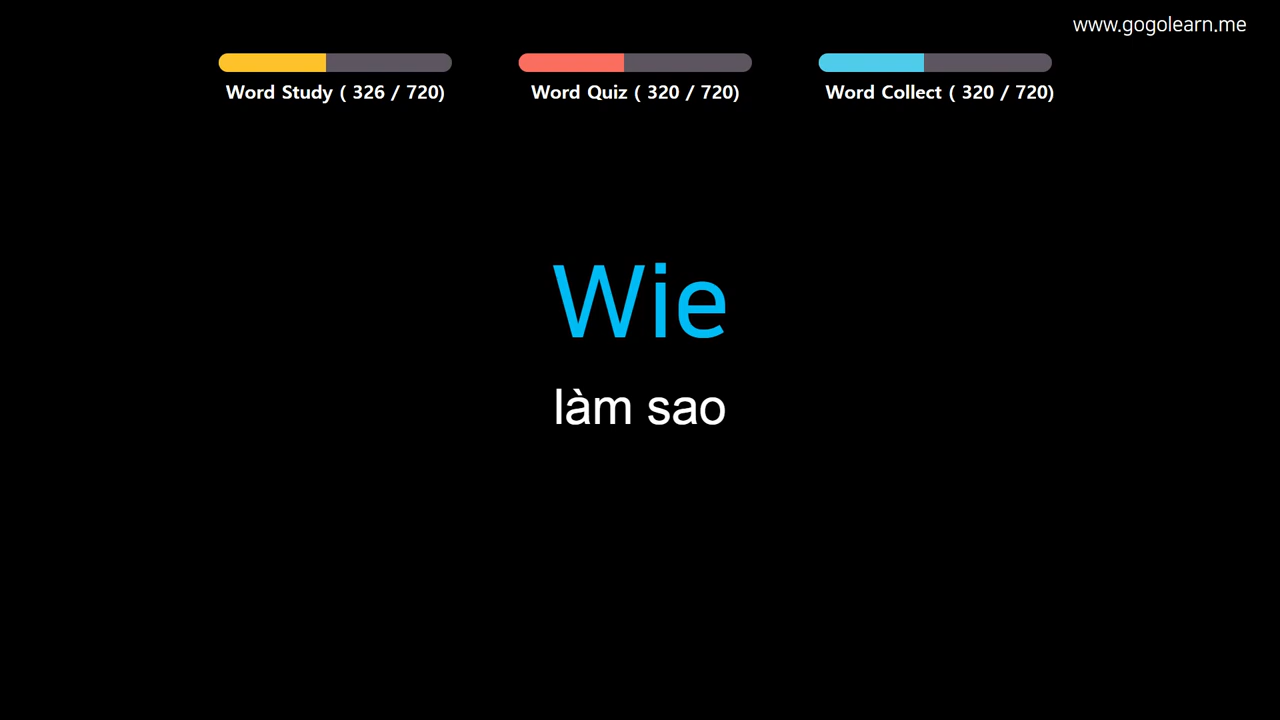 www.gogolearn.me
Word Study ( 326 / 720)
Word Quiz ( 320 / 720)
Word Collect ( 320 / 720)
Wie
làm sao